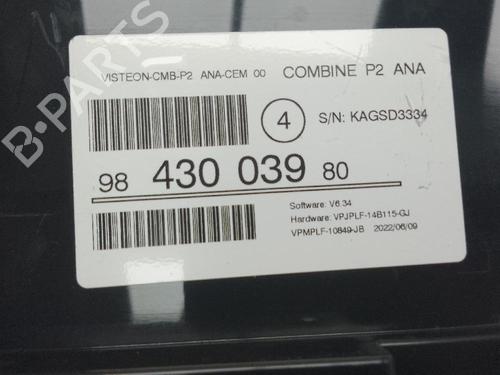 VISTEON-CMB-P2 ANA-CEM 00 COMBINE P2 ANA
4 S/N: KAGSD3334
98 430 039 80
Software: V6.34
Hardware: VPJPLF-14B115-GJ
VPMPLF-10849-JB 2022/06/09